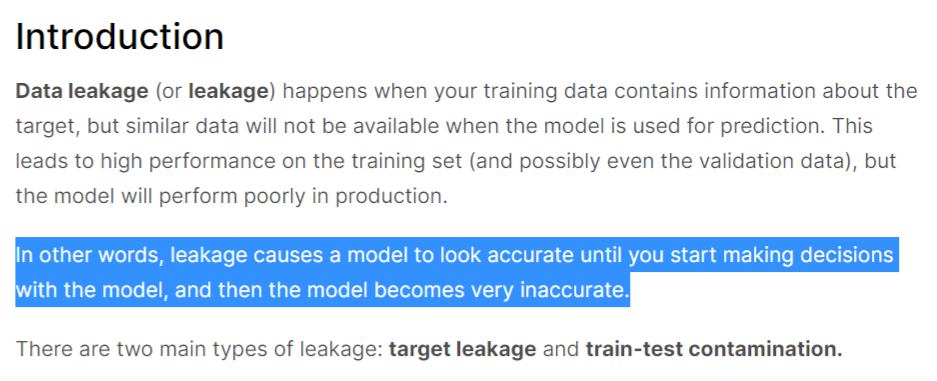 Introduction
Data leakage (or leakage) happens when your training data contains information about the
target, but similar data will not be available when the model is used for prediction. This
leads to high performance on the training set (and possibly even the validation data), but
the model will perform poorly in production.
In other words, leakage causes a model to look accurate until you start making decisions
with the model, and then the model becomes very inaccurate.
There are two main types of leakage: target leakage and train-test contamination.